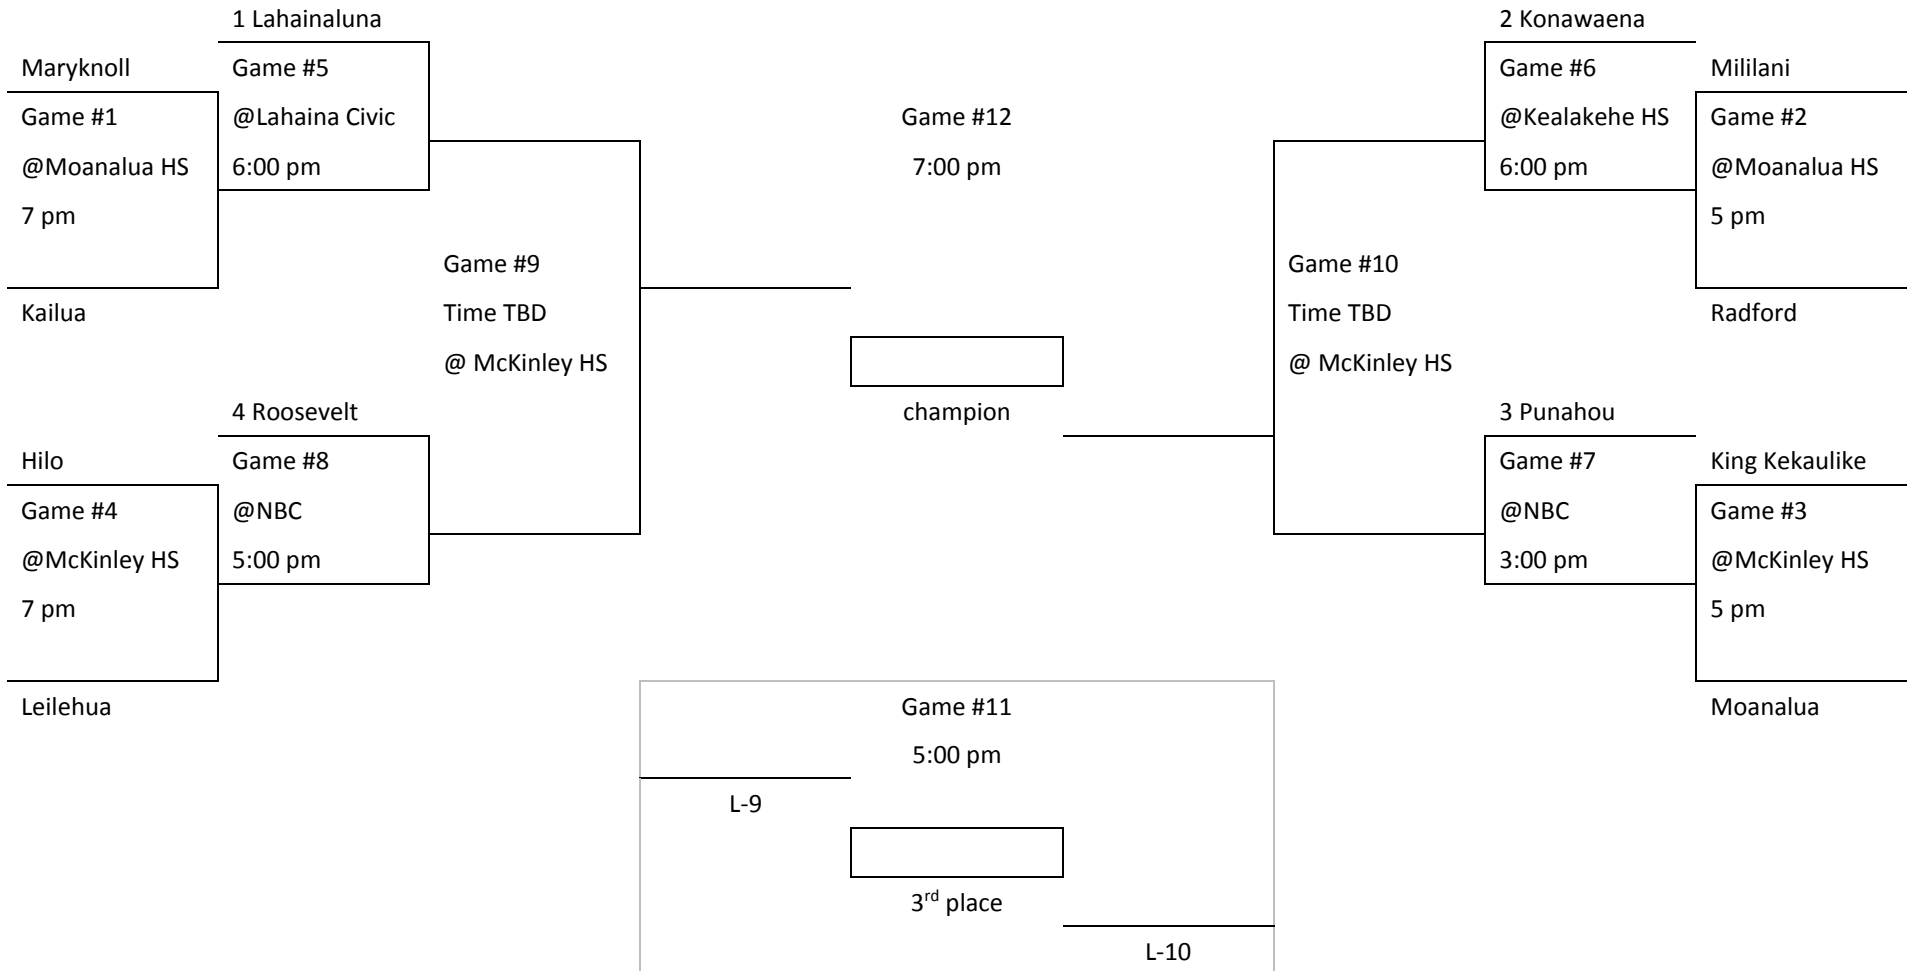 1 Lahainaluna
2 Konawaena
Maryknoll
Game #5
Game #6
Mililani
Game #1
@Lahaina Civic
Game #12
@Kealakehe HS
Game #2
@Moanalua HS
6:00 pm
7:00 pm
6:00 pm
@Moanalua HS
7 pm
5 pm
Game #9
Game #10
Kailua
Time TBD
Time TBD
Radford
@ McKinley HS
@ McKinley HS
4 Roosevelt
champion
3 Punahou
Hilo
Game #8
Game #7
King Kekaulike
Game #4
@NBC
@NBC
Game #3
@McKinley HS
5:00 pm
3:00 pm
@McKinley HS
7 pm
5 pm
Leilehua
Game #11
Moanalua
5:00 pm
L-9
3rd place
L-10